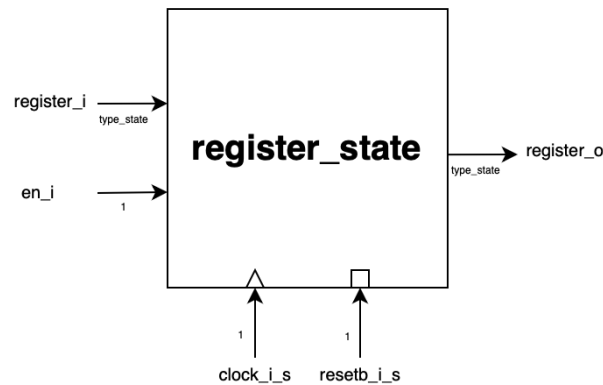 register_i
type_state
register_state
register_o
type_state
en_i
1
1
1
clock_i_s
resetb_i_s